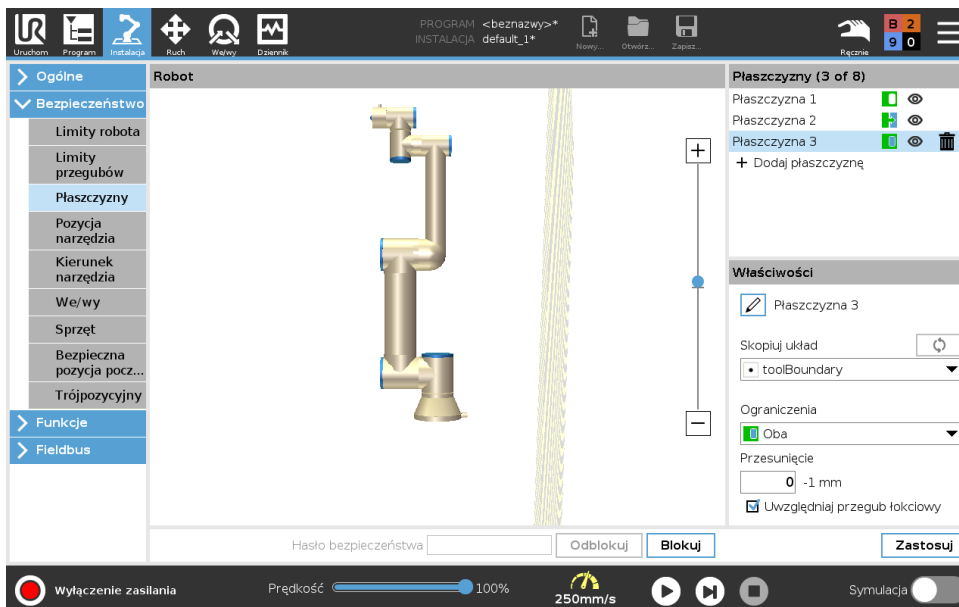 PROGRAM <beznazwy>*
INSTALACJA default_1*
Uruchom
Program
Instalacja
Ruch
We/wy
Dziennik
Nowy...
Otwórz...
Zapisz...
Ręcznie
B 2
9 0
Ogólne
Bezpieczeństwo
Limity robota
Limity
przegubów
Płaszczyzny
Pozycja
narzędzia
Kierunek
narzędzia
We/wy
Sprzęt
Bezpieczna
pozycja pocz...
Trójpozycyjny
Funkcje
Fieldbus
Robot
Płaszczyzny (3 of 8)
Płaszczyzna 1
Płaszczyzna 2
Płaszczyzna 3
+ Dodaj płaszczyznę
Właściwości
Płaszczyzna 3
Skopiuj układ
toolBoundary
Ograniczenia
Oba
Przesunięcie
0 -1 mm
Uwzględniaj przegub łokciowy
Hasło bezpieczeństwa
Odblokuj
Blokuj
Zastosuj
Wyłączenie zasilania
Prędkość
100%
250mm/s
Symulacja